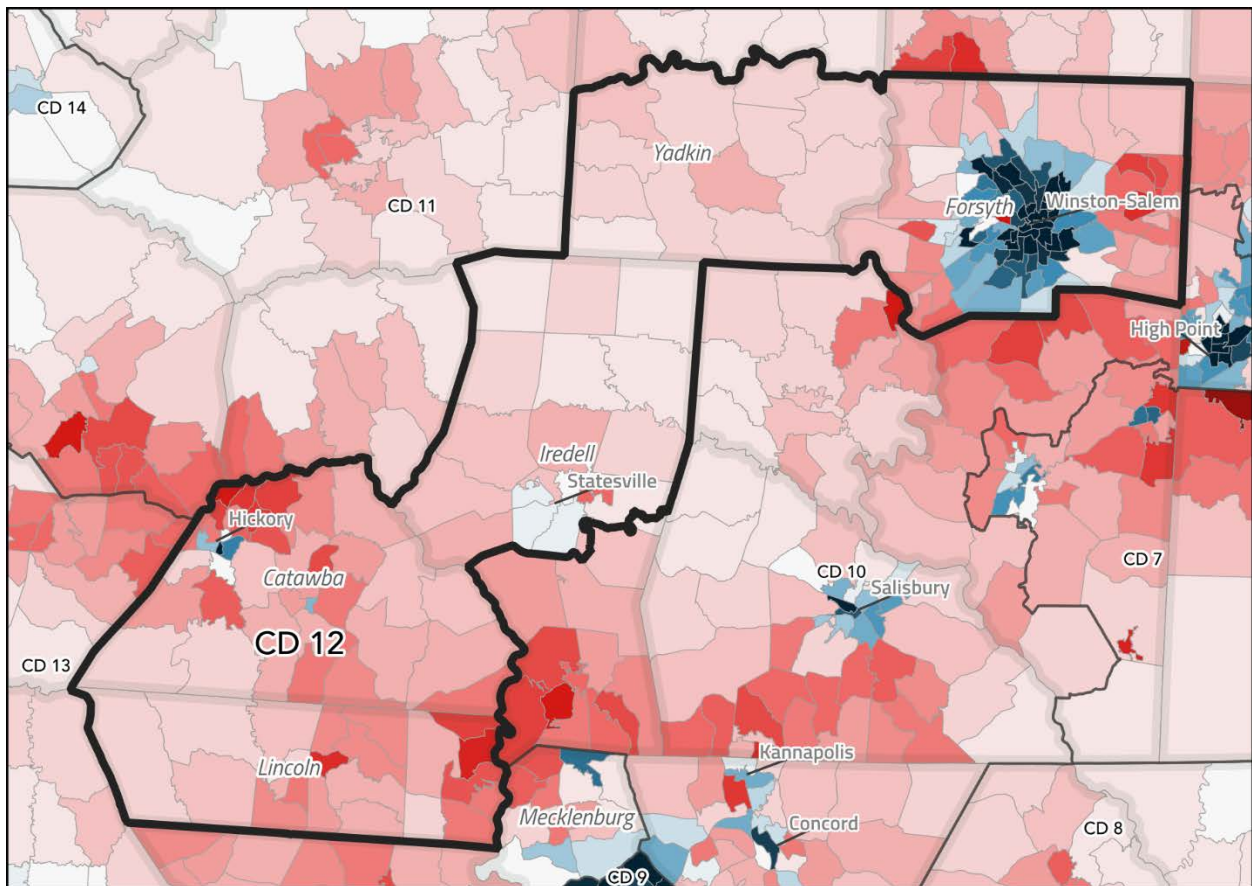 CD 14
Yadkin
CD 11
Forsyth
Winston-Salem
High Point
Iredell
Statesville
Hickory
Catawba
CD 10
Salisbury
CD 7
CD 12
CD 13
Lincoln
Kannapolis
Mecklenburg
Concord
CD 8
CD 9